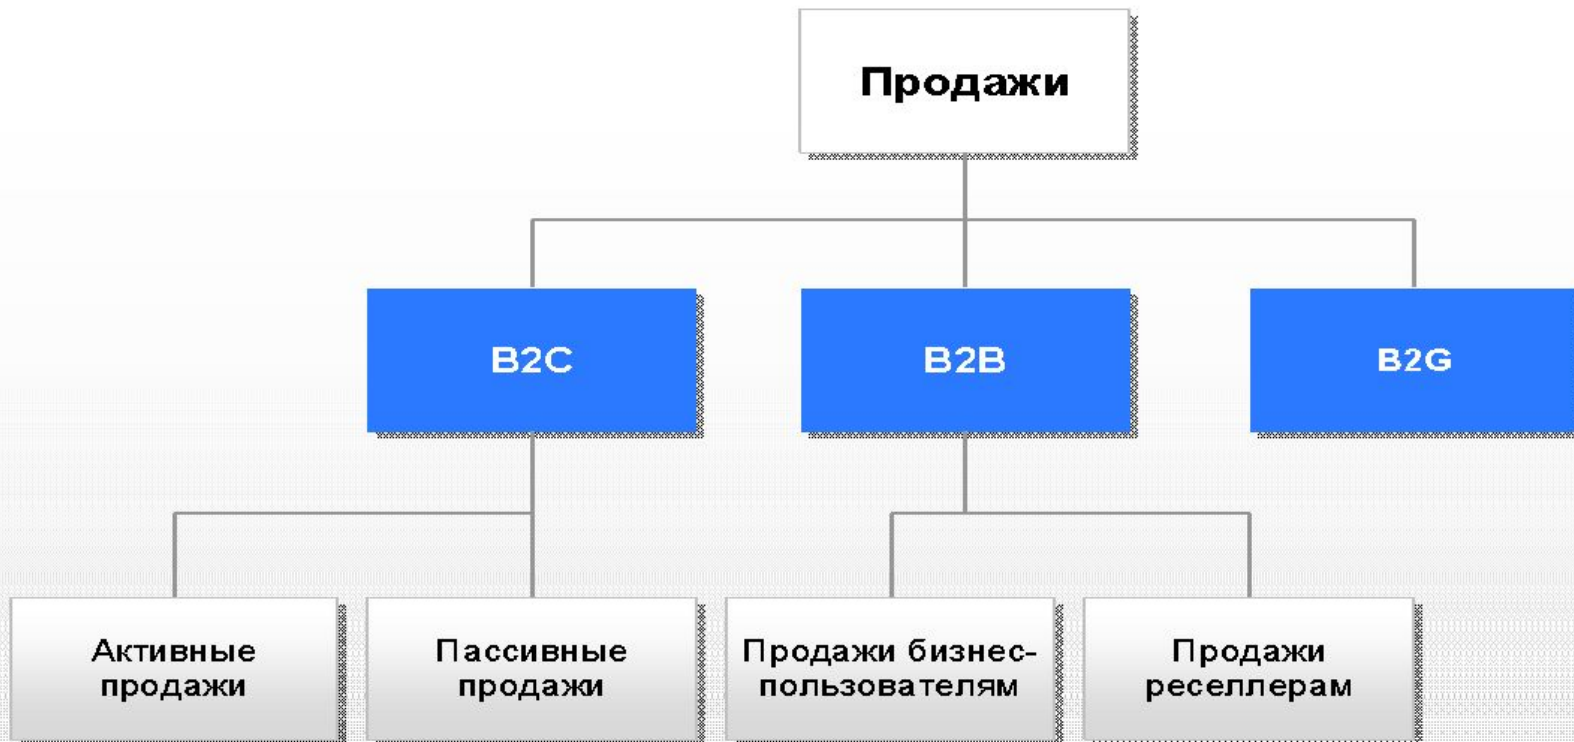 Продажи
B2C
B2B
B2G
Активные
продажи
Пассивные
продажи
Продажи бизнес-
пользователям
Продажи
реселлерам